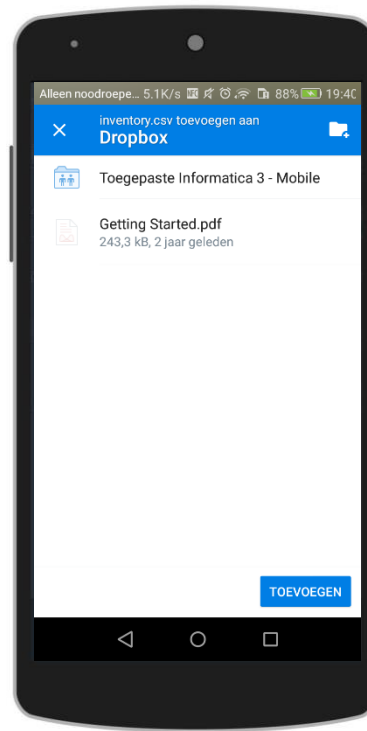 Alleen noodroepe... 5.1K/s 88% 19:40
inventory.csv toevoegen aan
Dropbox
Toegepaste Informatica 3 - Mobile
Getting Started.pdf
243,3 kB, 2 jaar geleden
TOEVOEGEN